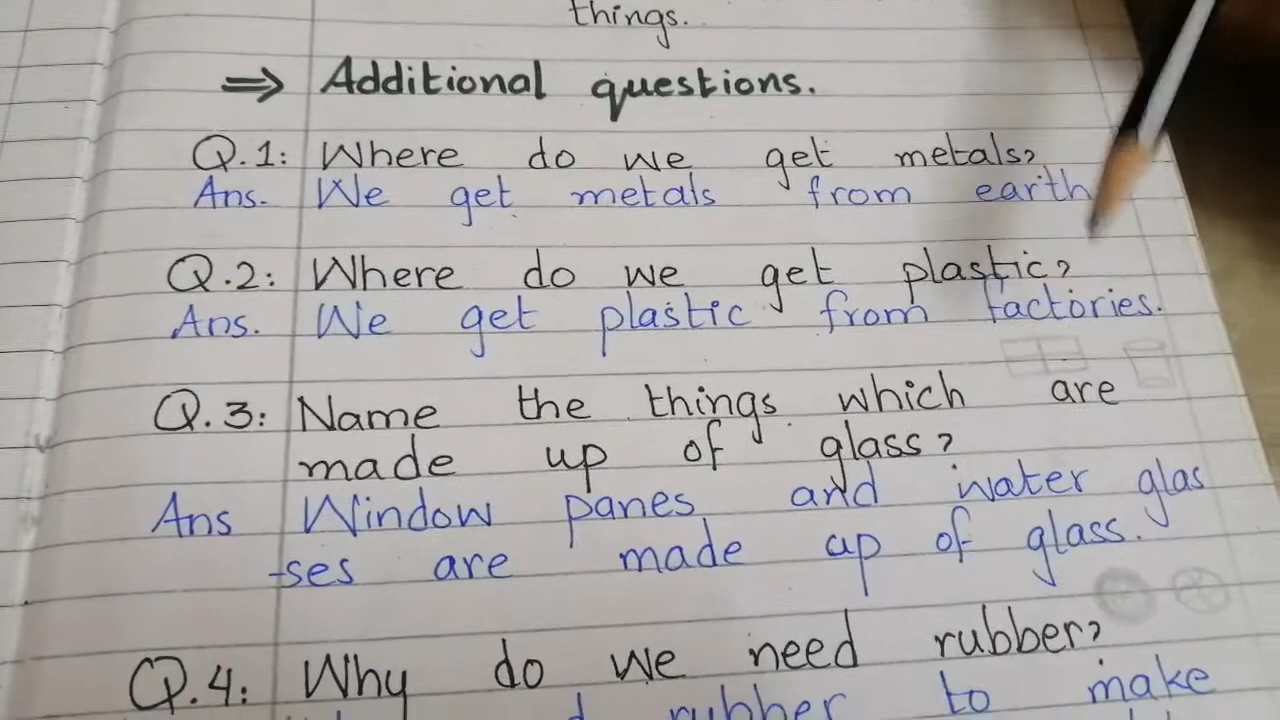 things.
⇒ Additional questions.
Q.1: Where do we get metals?
Ans. We get metals from earth
Q.2: Where do we get plastic?
Ans. We get plastic from factories.
Q.3: Name the things which are
made up of glass?
Ans Window panes and water glas
-ses are made up of glass.
Q.4: Why do we need rubber?
rubber to make